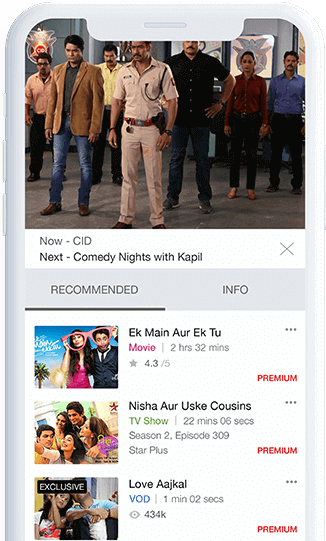 Now - CID
Next - Comedy Nights with Kapil
RECOMMENDED
INFO
Ek Main Aur Ek Tu
Movie | 2 hrs 32 mins
4.3 /5
PREMIUM
Nisha Aur Uske Cousins
TV Show | 22 mins 06 secs
Season 2, Episode 309
Star Plus
PREMIUM
EXCLUSIVE
Love Aajkal
VOD | 1 min 02 secs
434k
PREMIUM